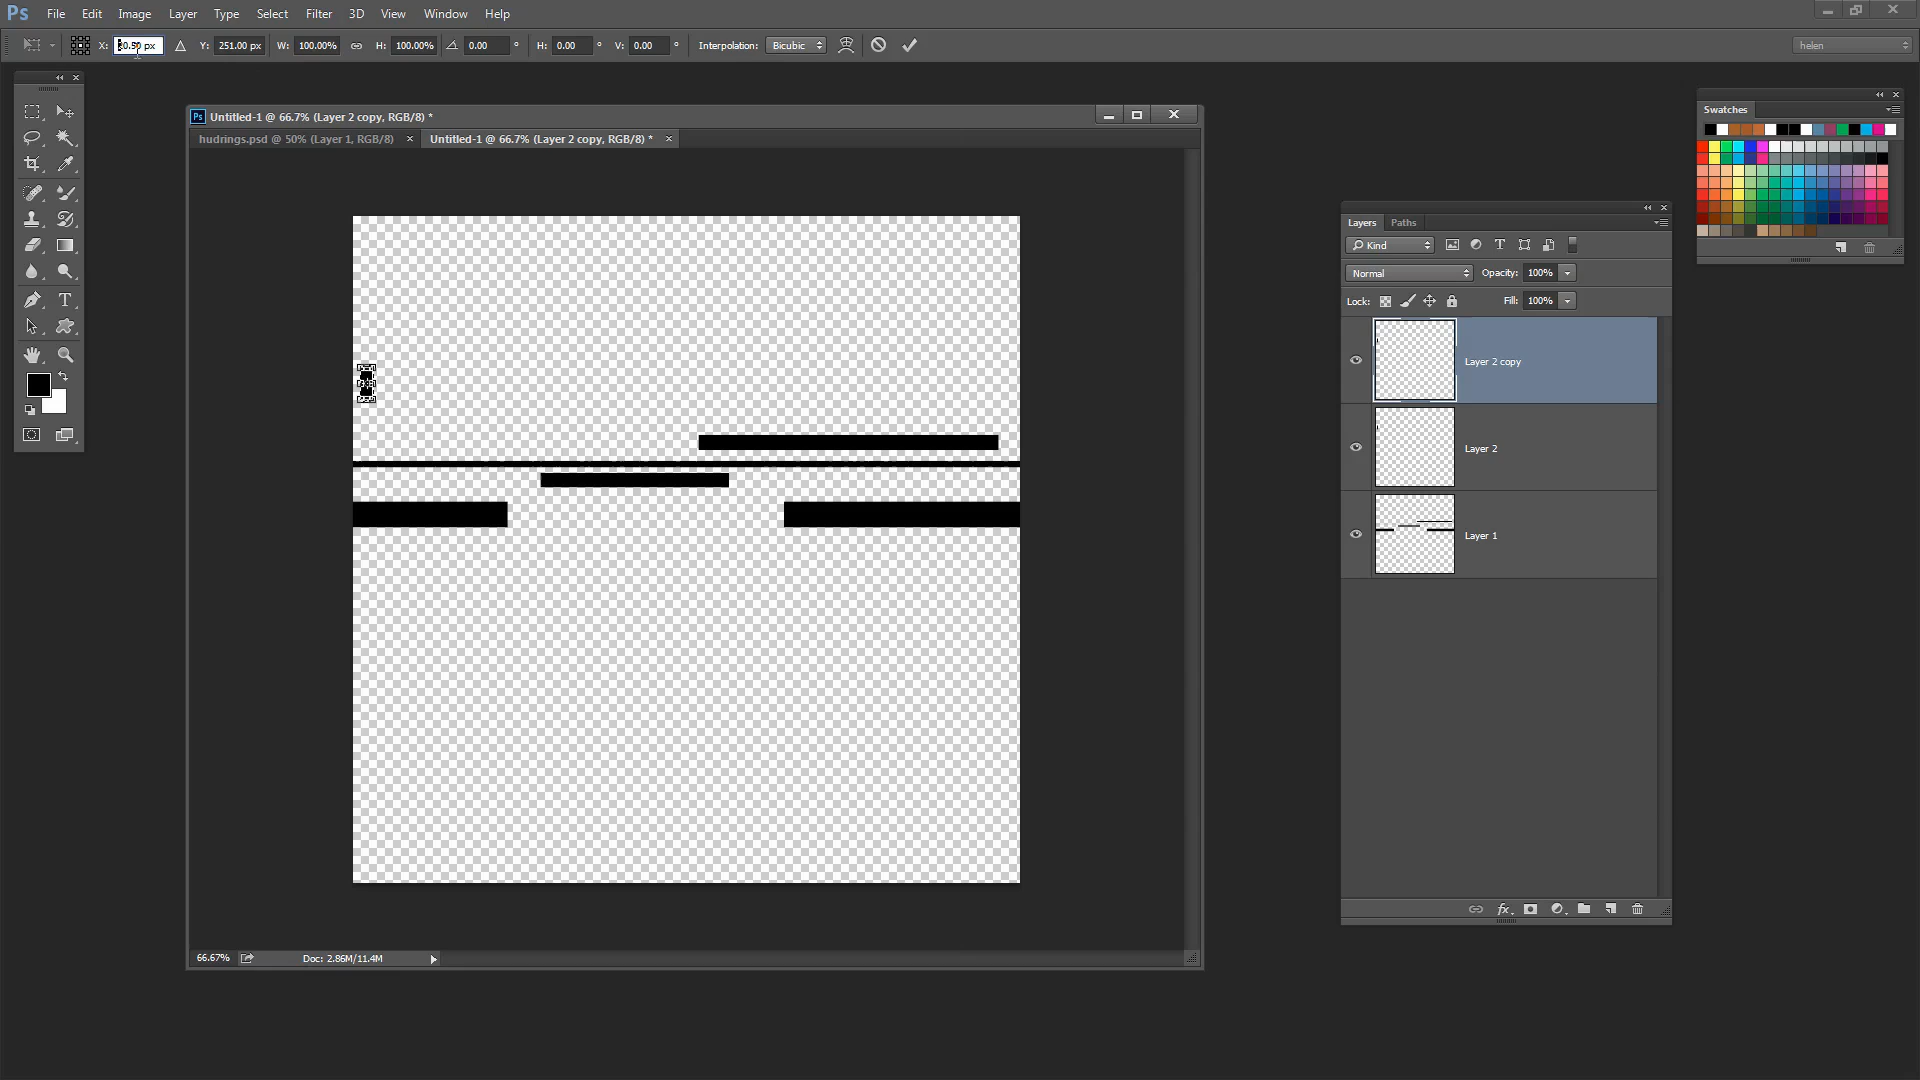 Ps File Edit Image Layer Type Select Filter 3D View Window Help
X: 20.50 px Y: 251.00 px W: 100.00% H: 100.00% 0.00 ° H: 0.00 ° V: 0.00 ° Interpolation: Bicubic helen
Ps Untitled-1 @ 66.7% (Layer 2 copy, RGB/8) *
hudrings.psd @ 50% (Layer 1, RGB/8) × Untitled-1 @ 66.7% (Layer 2 copy, RGB/8) * ×
Swatches
Layers Paths
Kind
Normal Opacity: 100%
Lock: Fill: 100%
Layer 2 copy
Layer 2
Layer 1
66.67% Doc: 2.86M/11.4M